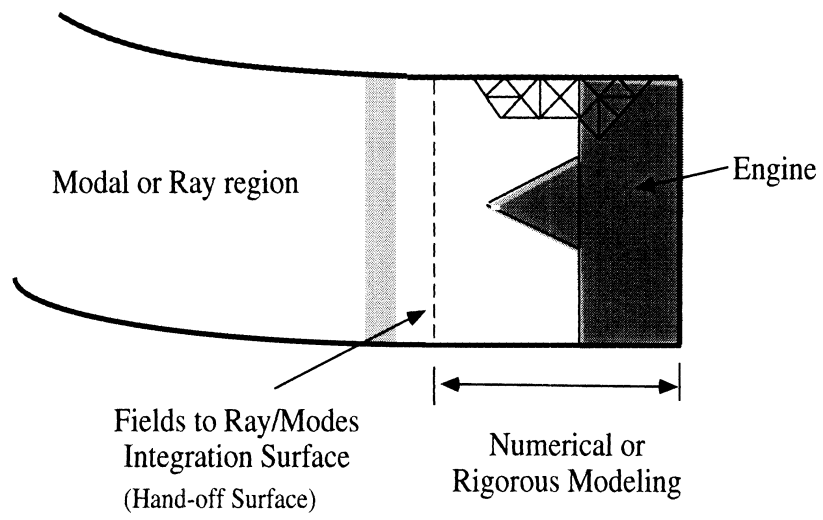 Modal or Ray region
Engine
Fields to Ray/Modes
Integration Surface
(Hand-off Surface)
Numerical or
Rigorous Modeling